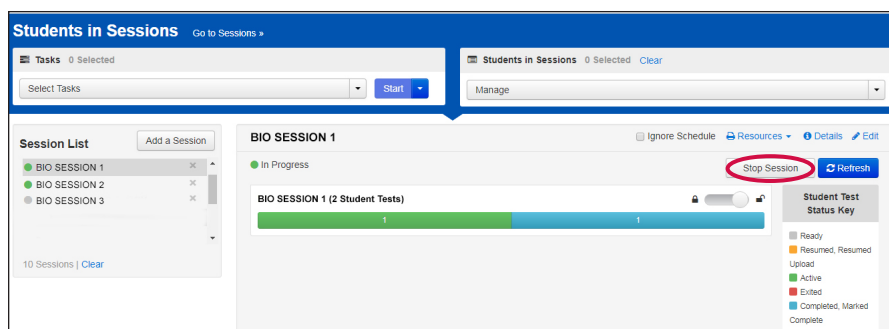 Students in Sessions Go to Sessions »
Tasks 0 Selected
Students in Sessions 0 Selected Clear
Select Tasks
Start
Manage
Session List
Add a Session
BIO SESSION 1
BIO SESSION 2
BIO SESSION 3
10 Sessions | Clear
BIO SESSION 1
Ignore Schedule Resources Details Edit
In Progress
Stop Session
Refresh
BIO SESSION 1 (2 Student Tests)
1 1
Student Test
Status Key
Ready
Resumed, Resumed
Upload
Active
Exited
Completed, Marked
Complete